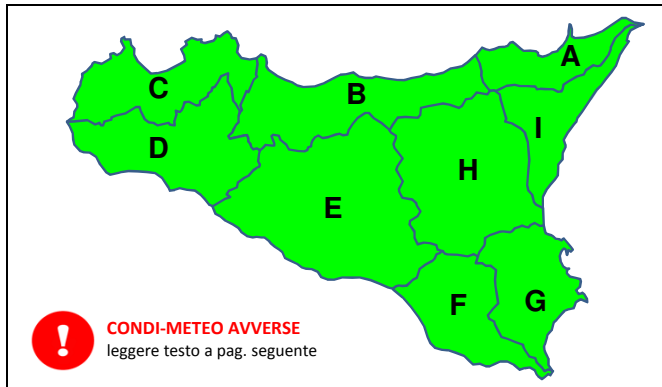 A
B
C
I
D
H
E
G
F
!
CONDI-METEO AVVERSE
leggere testo a pag. seguente